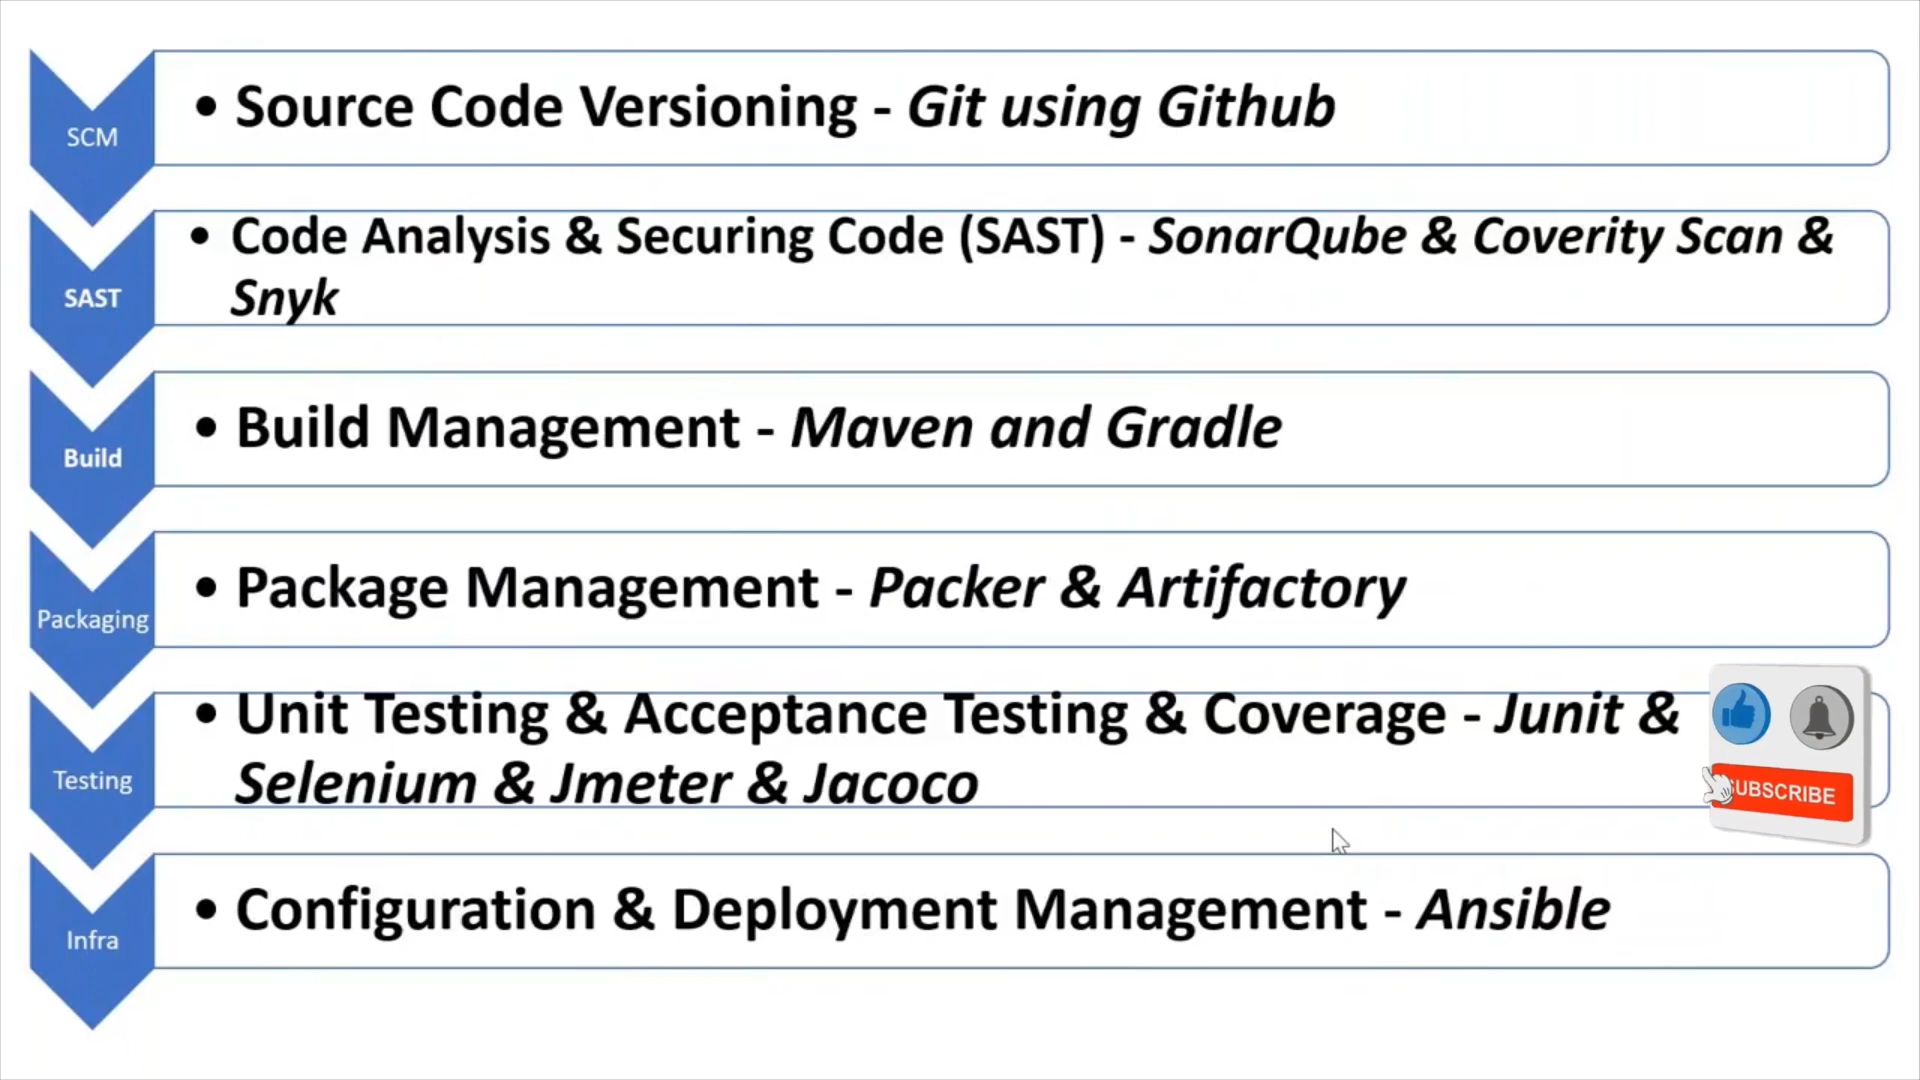 SCM
• Source Code Versioning - Git using Github
SAST
• Code Analysis & Securing Code (SAST) - SonarQube & Coverity Scan &
Snyk
Build
• Build Management - Maven and Gradle
Packaging
• Package Management - Packer & Artifactory
Testing
• Unit Testing & Acceptance Testing & Coverage - Junit &
Selenium & Jmeter & Jacoco
SUBSCRIBE
Infra
• Configuration & Deployment Management - Ansible